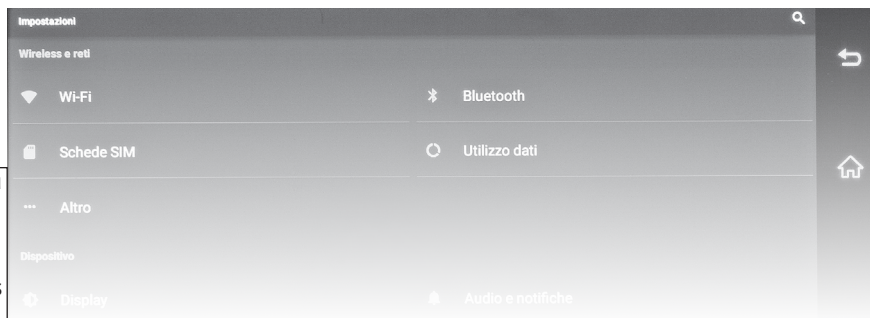 Impostazioni
Wireless e reti
Wi-Fi
Bluetooth
Schede SIM
Utilizzo dati
Altro
Dispositivo
Display
Audio e notifiche